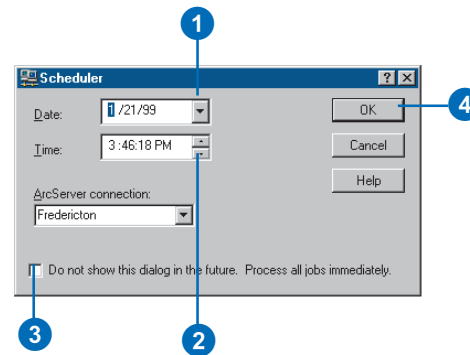 1
Scheduler
Date: 1 /21/99 OK 4
Time: 3 :46:18 PM Cancel
Help
ArcServer connection:
Fredericton
Do not show this dialog in the future. Process all jobs immediately.
3 2